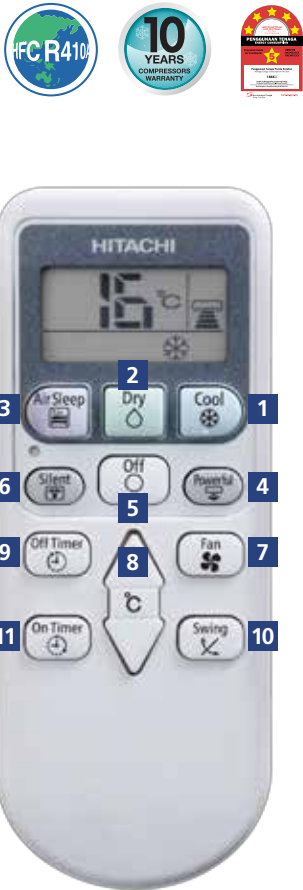 HFC R410A
10
YEARS
COMPRESSORS
WARRANTY
PENGGUNAAN TENAGA
HITACHI
16 °C
2
3
Air Sleep
Dry
Cool
1
6
Silent
Off
Powerful
4
5
9
Off Timer
8
Fan
7
°C
11
On Timer
Swing
10